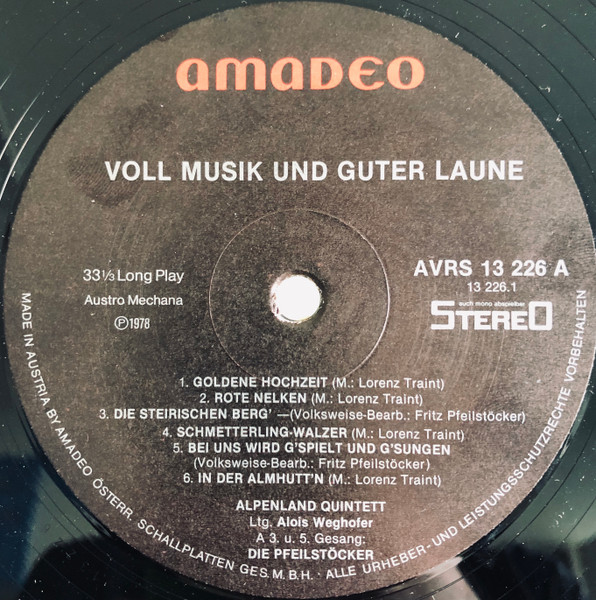 amadeo
VOLL MUSIK UND GUTER LAUNE
33 1/3 Long Play
Austro Mechana
Ⓟ1978
AVRS 13 226 A
13 226.1
auch mono abspielbar
STEREO
1. GOLDENE HOCHZEIT (M.: Lorenz Traint)
2. ROTE NELKEN (M.: Lorenz Traint)
3. DIE STEIRISCHEN BERG' —(Volksweise-Bearb.: Fritz Pfeilstöcker)
4. SCHMETTERLING-WALZER (M.: Lorenz Traint)
5. BEI UNS WIRD G'SPIELT UND G'SUNGEN
(Volksweise-Bearb.: Fritz Pfeilstöcker)
6. IN DER ALMHUTT'N (M.: Lorenz Traint)
ALPENLAND QUINTETT
Ltg. Alois Weghofer
A 3. u. 5. Gesang:
DIE PFEILSTÖCKER
MADE IN AUSTRIA BY AMADEO ÖSTERR. SCHALLPLATTEN GES. M. B. H. · ALLE URHEBER- UND LEISTUNGSSCHUTZRECHTE VORBEHALTEN